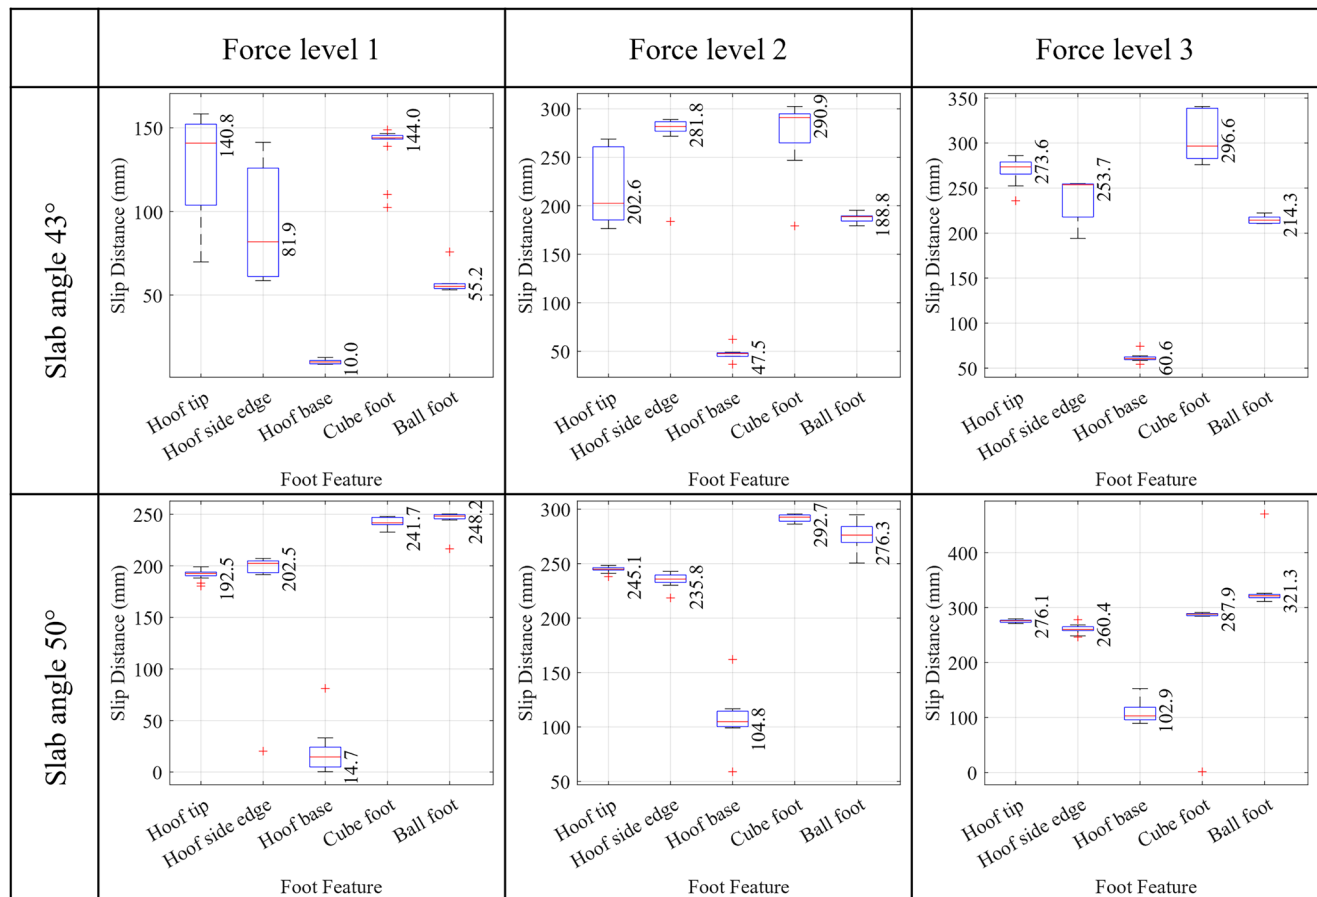 Force level 1
Force level 2
Force level 3
Slab angle 43°
Slip Distance (mm)
150
100
50
140.8
81.9
10.0
144.0
55.2
Hoof tip
Hoof side edge
Hoof base
Cube foot
Ball foot
Foot Feature
Slip Distance (mm)
300
250
200
150
100
50
202.6
281.8
47.5
290.9
188.8
Hoof tip
Hoof side edge
Hoof base
Cube foot
Ball foot
Foot Feature
Slip Distance (mm)
350
300
250
200
150
100
50
273.6
253.7
60.6
296.6
214.3
Hoof tip
Hoof side edge
Hoof base
Cube foot
Ball foot
Foot Feature
Slab angle 50°
Slip Distance (mm)
250
200
150
100
50
0
192.5
202.5
14.7
241.7
248.2
Hoof tip
Hoof side edge
Hoof base
Cube foot
Ball foot
Foot Feature
Slip Distance (mm)
300
250
200
150
100
50
245.1
235.8
104.8
292.7
276.3
Hoof tip
Hoof side edge
Hoof base
Cube foot
Ball foot
Foot Feature
Slip Distance (mm)
400
300
200
100
0
276.1
260.4
102.9
287.9
321.3
Hoof tip
Hoof side edge
Hoof base
Cube foot
Ball foot
Foot Feature